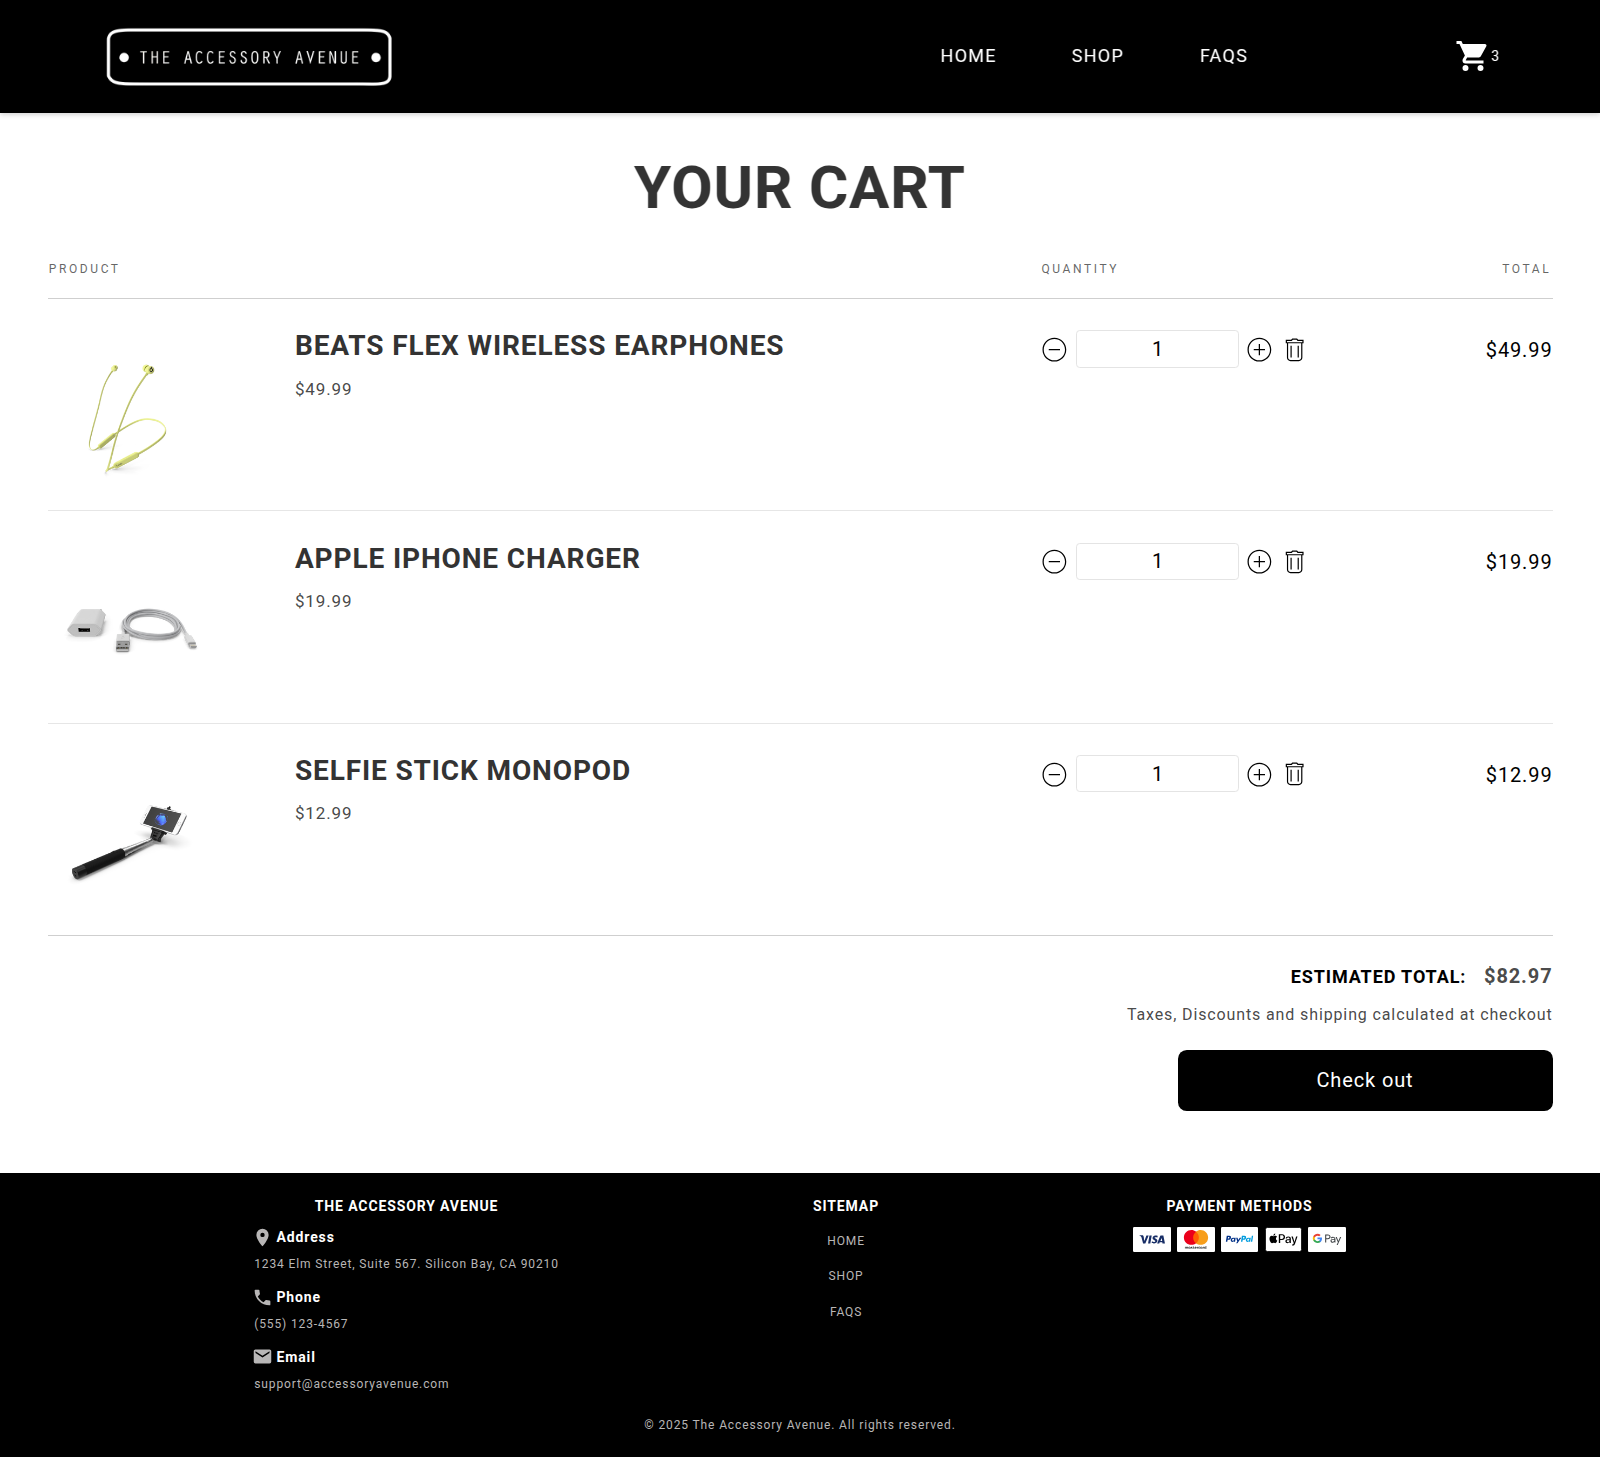 THE ACCESSORY AVENUE
HOME SHOP FAQS
3
YOUR CART
PRODUCT QUANTITY TOTAL
BEATS FLEX WIRELESS EARPHONES
1
$49.99
$49.99
APPLE IPHONE CHARGER
1
$19.99
$19.99
SELFIE STICK MONOPOD
1
$12.99
$12.99
ESTIMATED TOTAL: $82.97
Taxes, Discounts and shipping calculated at checkout
Check out
THE ACCESSORY AVENUE
Address
1234 Elm Street, Suite 567. Silicon Bay, CA 90210
Phone
(555) 123-4567
Email
support@accessoryavenue.com
SITEMAP
HOME
SHOP
FAQS
PAYMENT METHODS
VISA mastercard PayPal Pay G Pay
© 2025 The Accessory Avenue. All rights reserved.